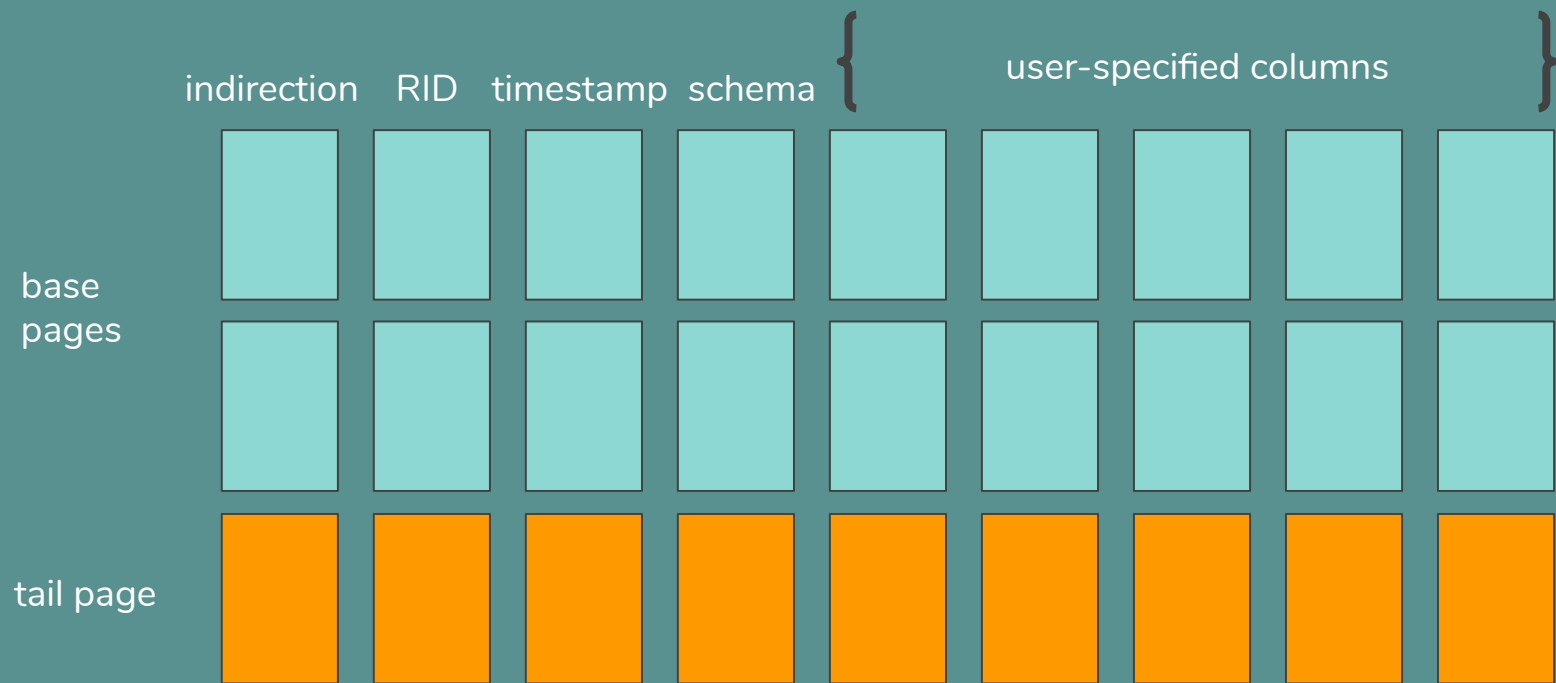 user-specified columns
indirection RID timestamp schema
base
pages
tail page